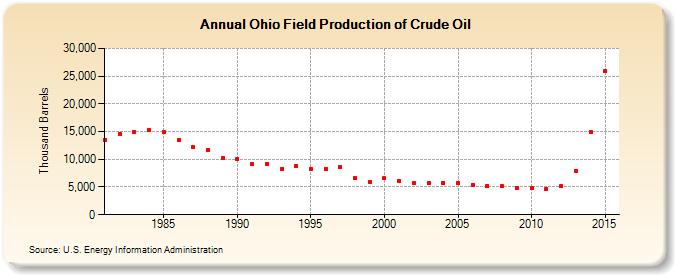 Annual Ohio Field Production of Crude Oil
Thousand Barrels
30,000
25,000
20,000
15,000
10,000
5,000
0
1985 1990 1995 2000 2005 2010 2015
Source: U.S. Energy Information Administration